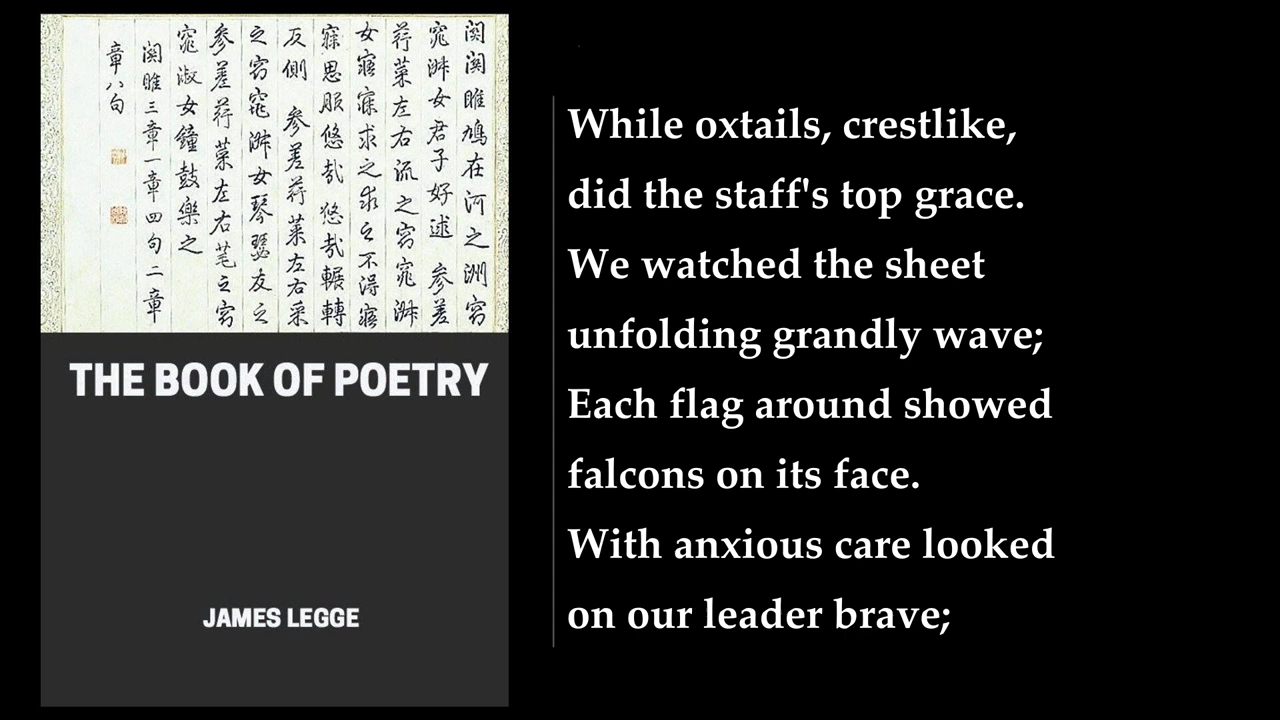 関関雎鳩在河之洲窈
窕淑女君子好逑 參差
荇菜左右流之窈窕淑
女寤寐求之求之不得寤
寐思服悠哉悠哉輾轉
反側 參差荇菜左右采
之窈窕淑女琴瑟友之
參差荇菜左右芼之窈
窕淑女鐘鼓樂之
関雎三章一章四句二章
章八句
THE BOOK OF POETRY
JAMES LEGGE
While oxtails, crestlike,
did the staff's top grace.
We watched the sheet
unfolding grandly wave;
Each flag around showed
falcons on its face.
With anxious care looked
on our leader brave;